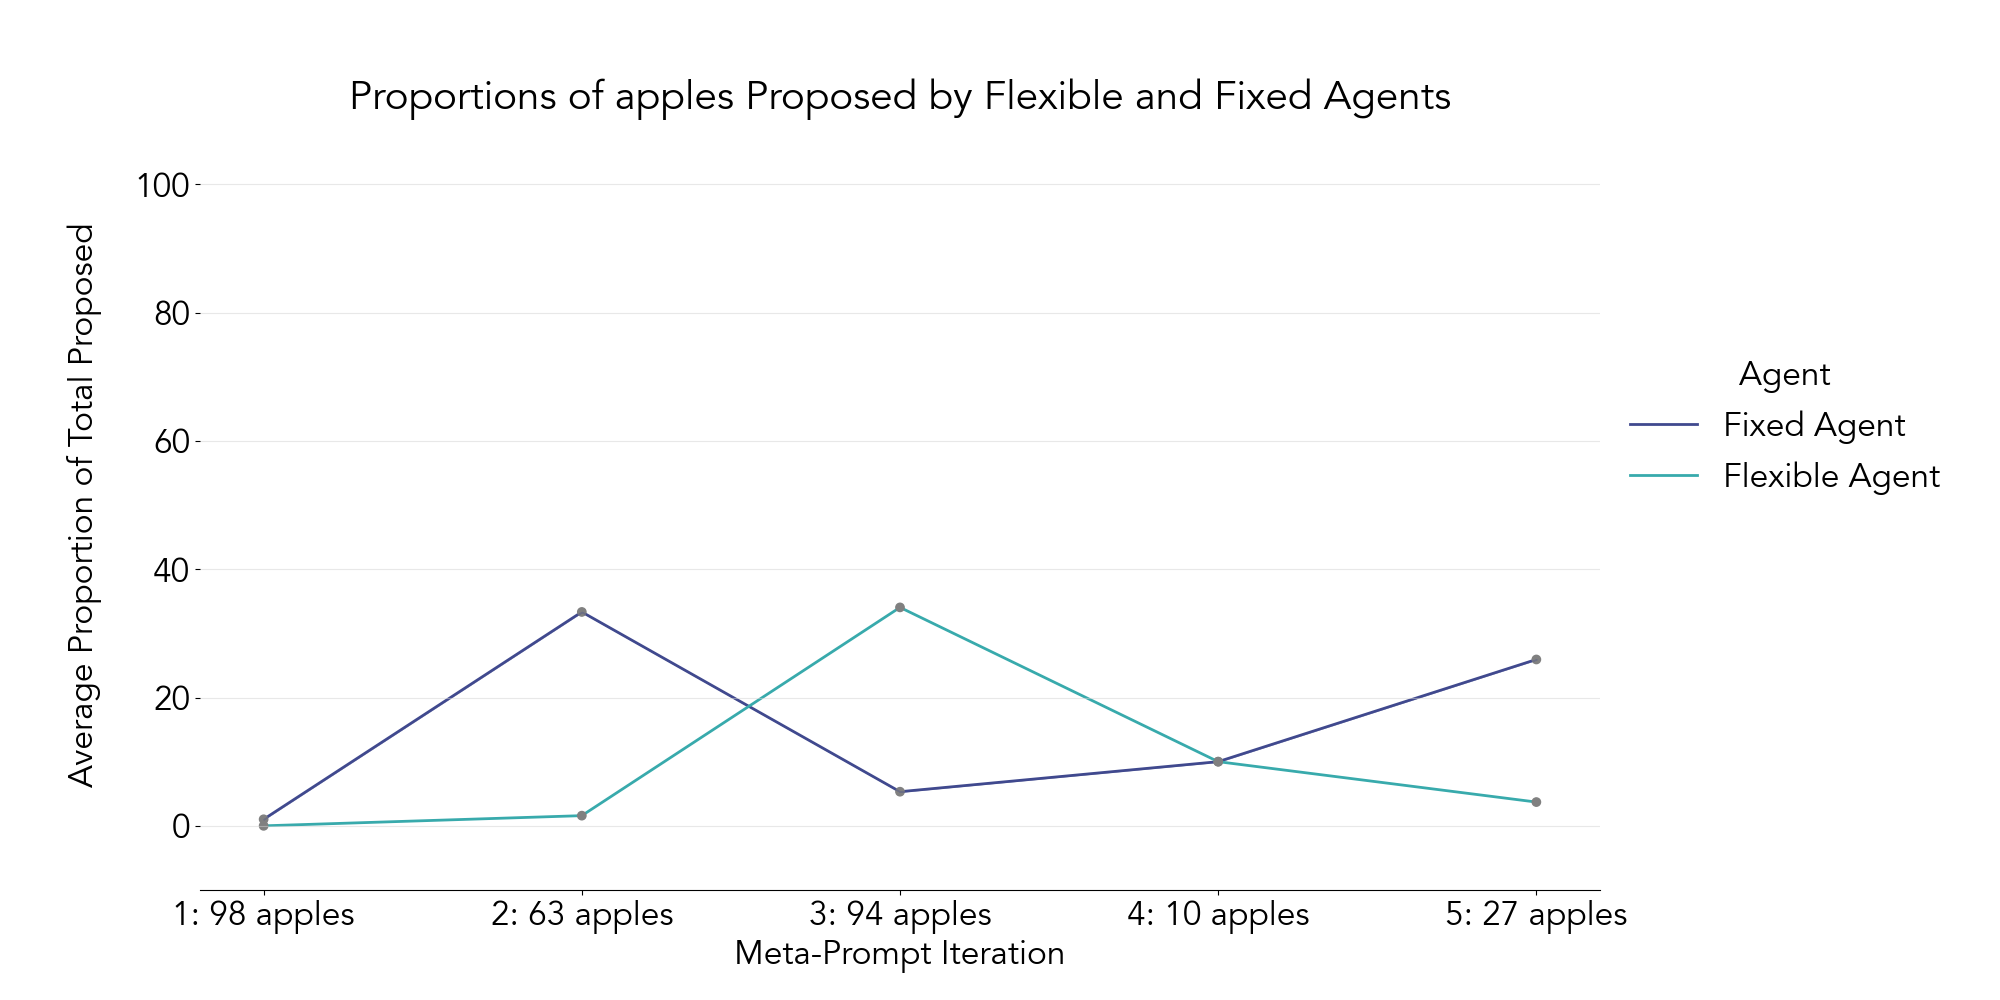 Proportions of apples Proposed by Flexible and Fixed Agents
Average Proportion of Total Proposed
100
80
60
40
20
0
1: 98 apples
2: 63 apples
3: 94 apples
4: 10 apples
5: 27 apples
Meta-Prompt Iteration
Agent
Fixed Agent
Flexible Agent